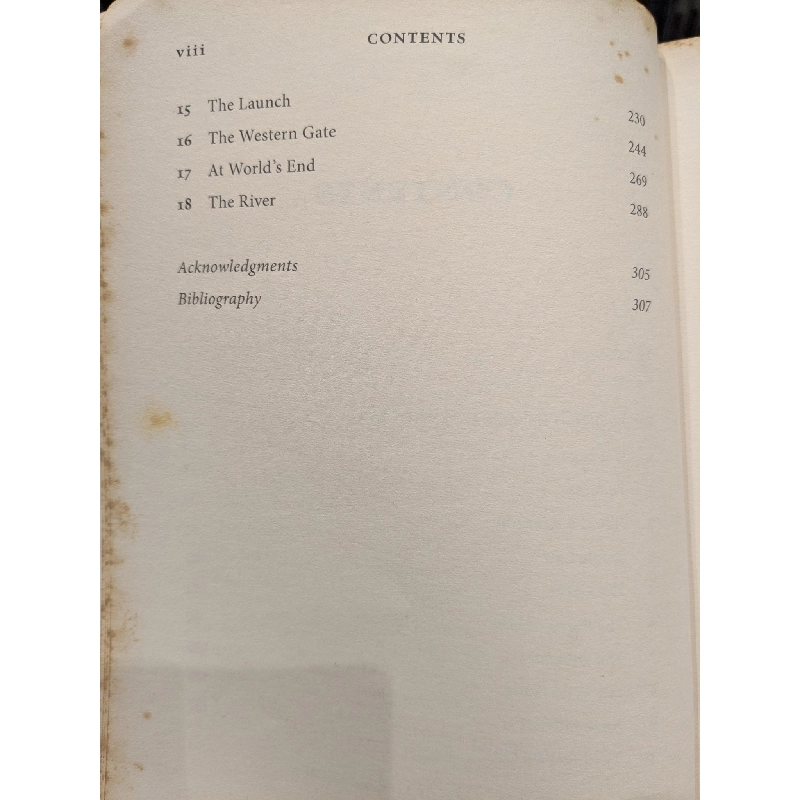 viii CONTENTS
15 The Launch 230
16 The Western Gate 244
17 At World's End 269
18 The River 288
Acknowledgments 305
Bibliography 307